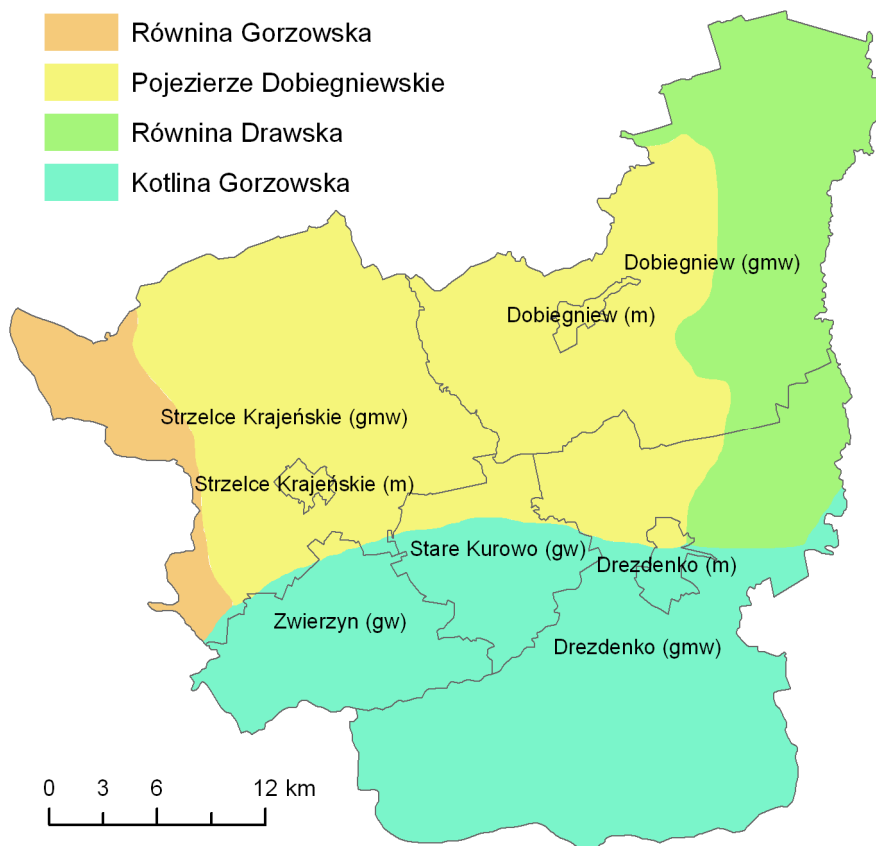 Równina Gorzowska
Pojezierze Dobiegniewskie
Równina Drawska
Kotlina Gorzowska
Dobiegniew (gmw)
Dobiegniew (m)
Strzelce Krajeńskie (gmw)
Strzelce Krajeńskie (m)
Stare Kurowo (gw)
Drezdenko (m)
Zwierzyn (gw)
Drezdenko (gmw)
0 3 6 12 km